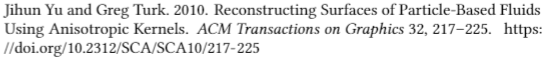 Jihun Yu and Greg Turk. 2010. Reconstructing Surfaces of Particle-Based Fluids
Using Anisotropic Kernels. ACM Transactions on Graphics 32, 217–225. https:
//doi.org/10.2312/SCA/SCA10/217-225